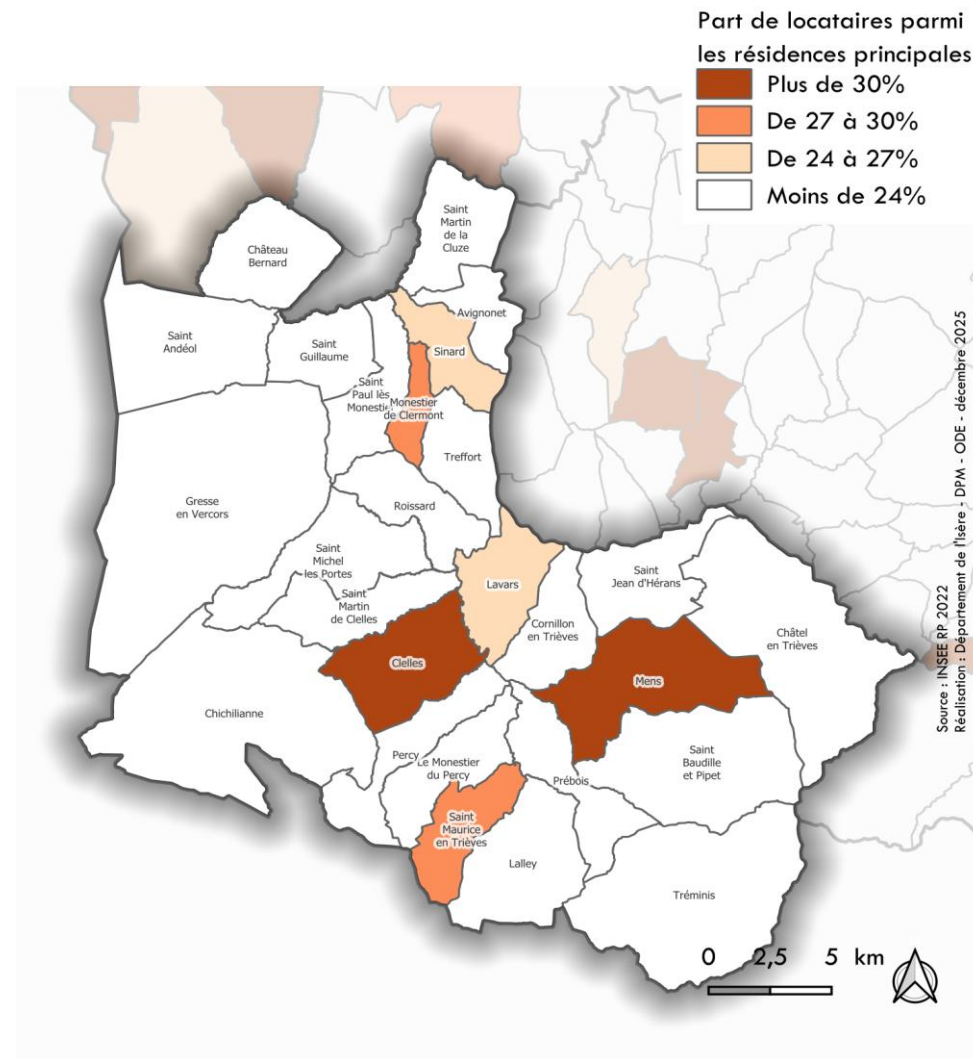 Part de locataires parmi
les résidences principales
Plus de 30%
De 27 à 30%
De 24 à 27%
Moins de 24%
Saint
Martin
de la
Cluze
Château
Bernard
Avignonet
Saint
Andéol
Saint
Guillaume
Sinard
Saint
Paul lès
Monestie
Monestier
de Clermont
Treffort
Gresse
en Vercors
Roissard
Saint
Michel
les Portes
Lavars
Saint
Jean d'Hérans
Saint
Martin
de Clelles
Cornillon
en Trièves
Châtel
en Trièves
Clelles
Mens
Chichilianne
Percy
Le Monestier
du Percy
Prébois
Saint
Baudille
et Pipet
Saint
Maurice
en Trièves
Lalley
Tréminis
0 2,5 5 km
Source : INSEE RP 2022
Réalisation : Département de l'Isère - DPM - ODE - décembre 2025